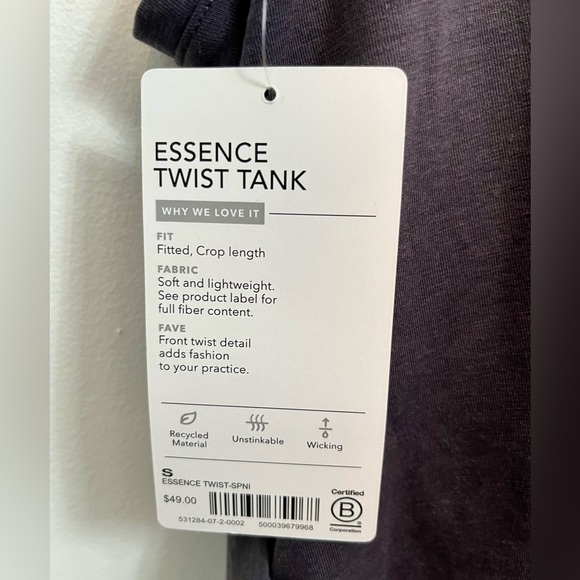 ESSENCE
TWIST TANK
WHY WE LOVE IT
FIT
Fitted, Crop length
FABRIC
Soft and lightweight.
See product label for
full fiber content.
FAVE
Front twist detail
adds fashion
to your practice.
Recycled
Material
Unstinkable
Wicking
S
ESSENCE TWIST-SPNI
$49.00
531284-07-2-0002 500039679968
Certified
B
Corporation